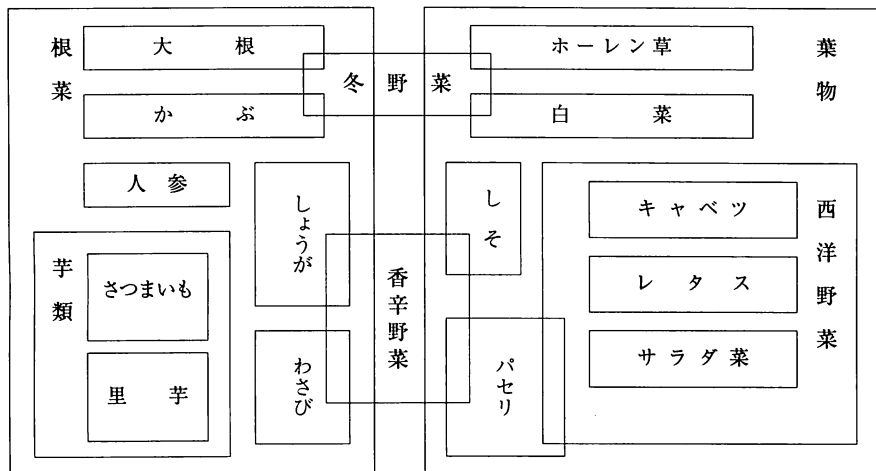 根菜
大根
かぶ
人参
芋類
さつまいも
里芋
しょうが
わさび
冬野菜
香辛野菜
葉物
ホーレン草
白菜
しそ
パセリ
西洋野菜
キャベツ
レタス
サラダ菜